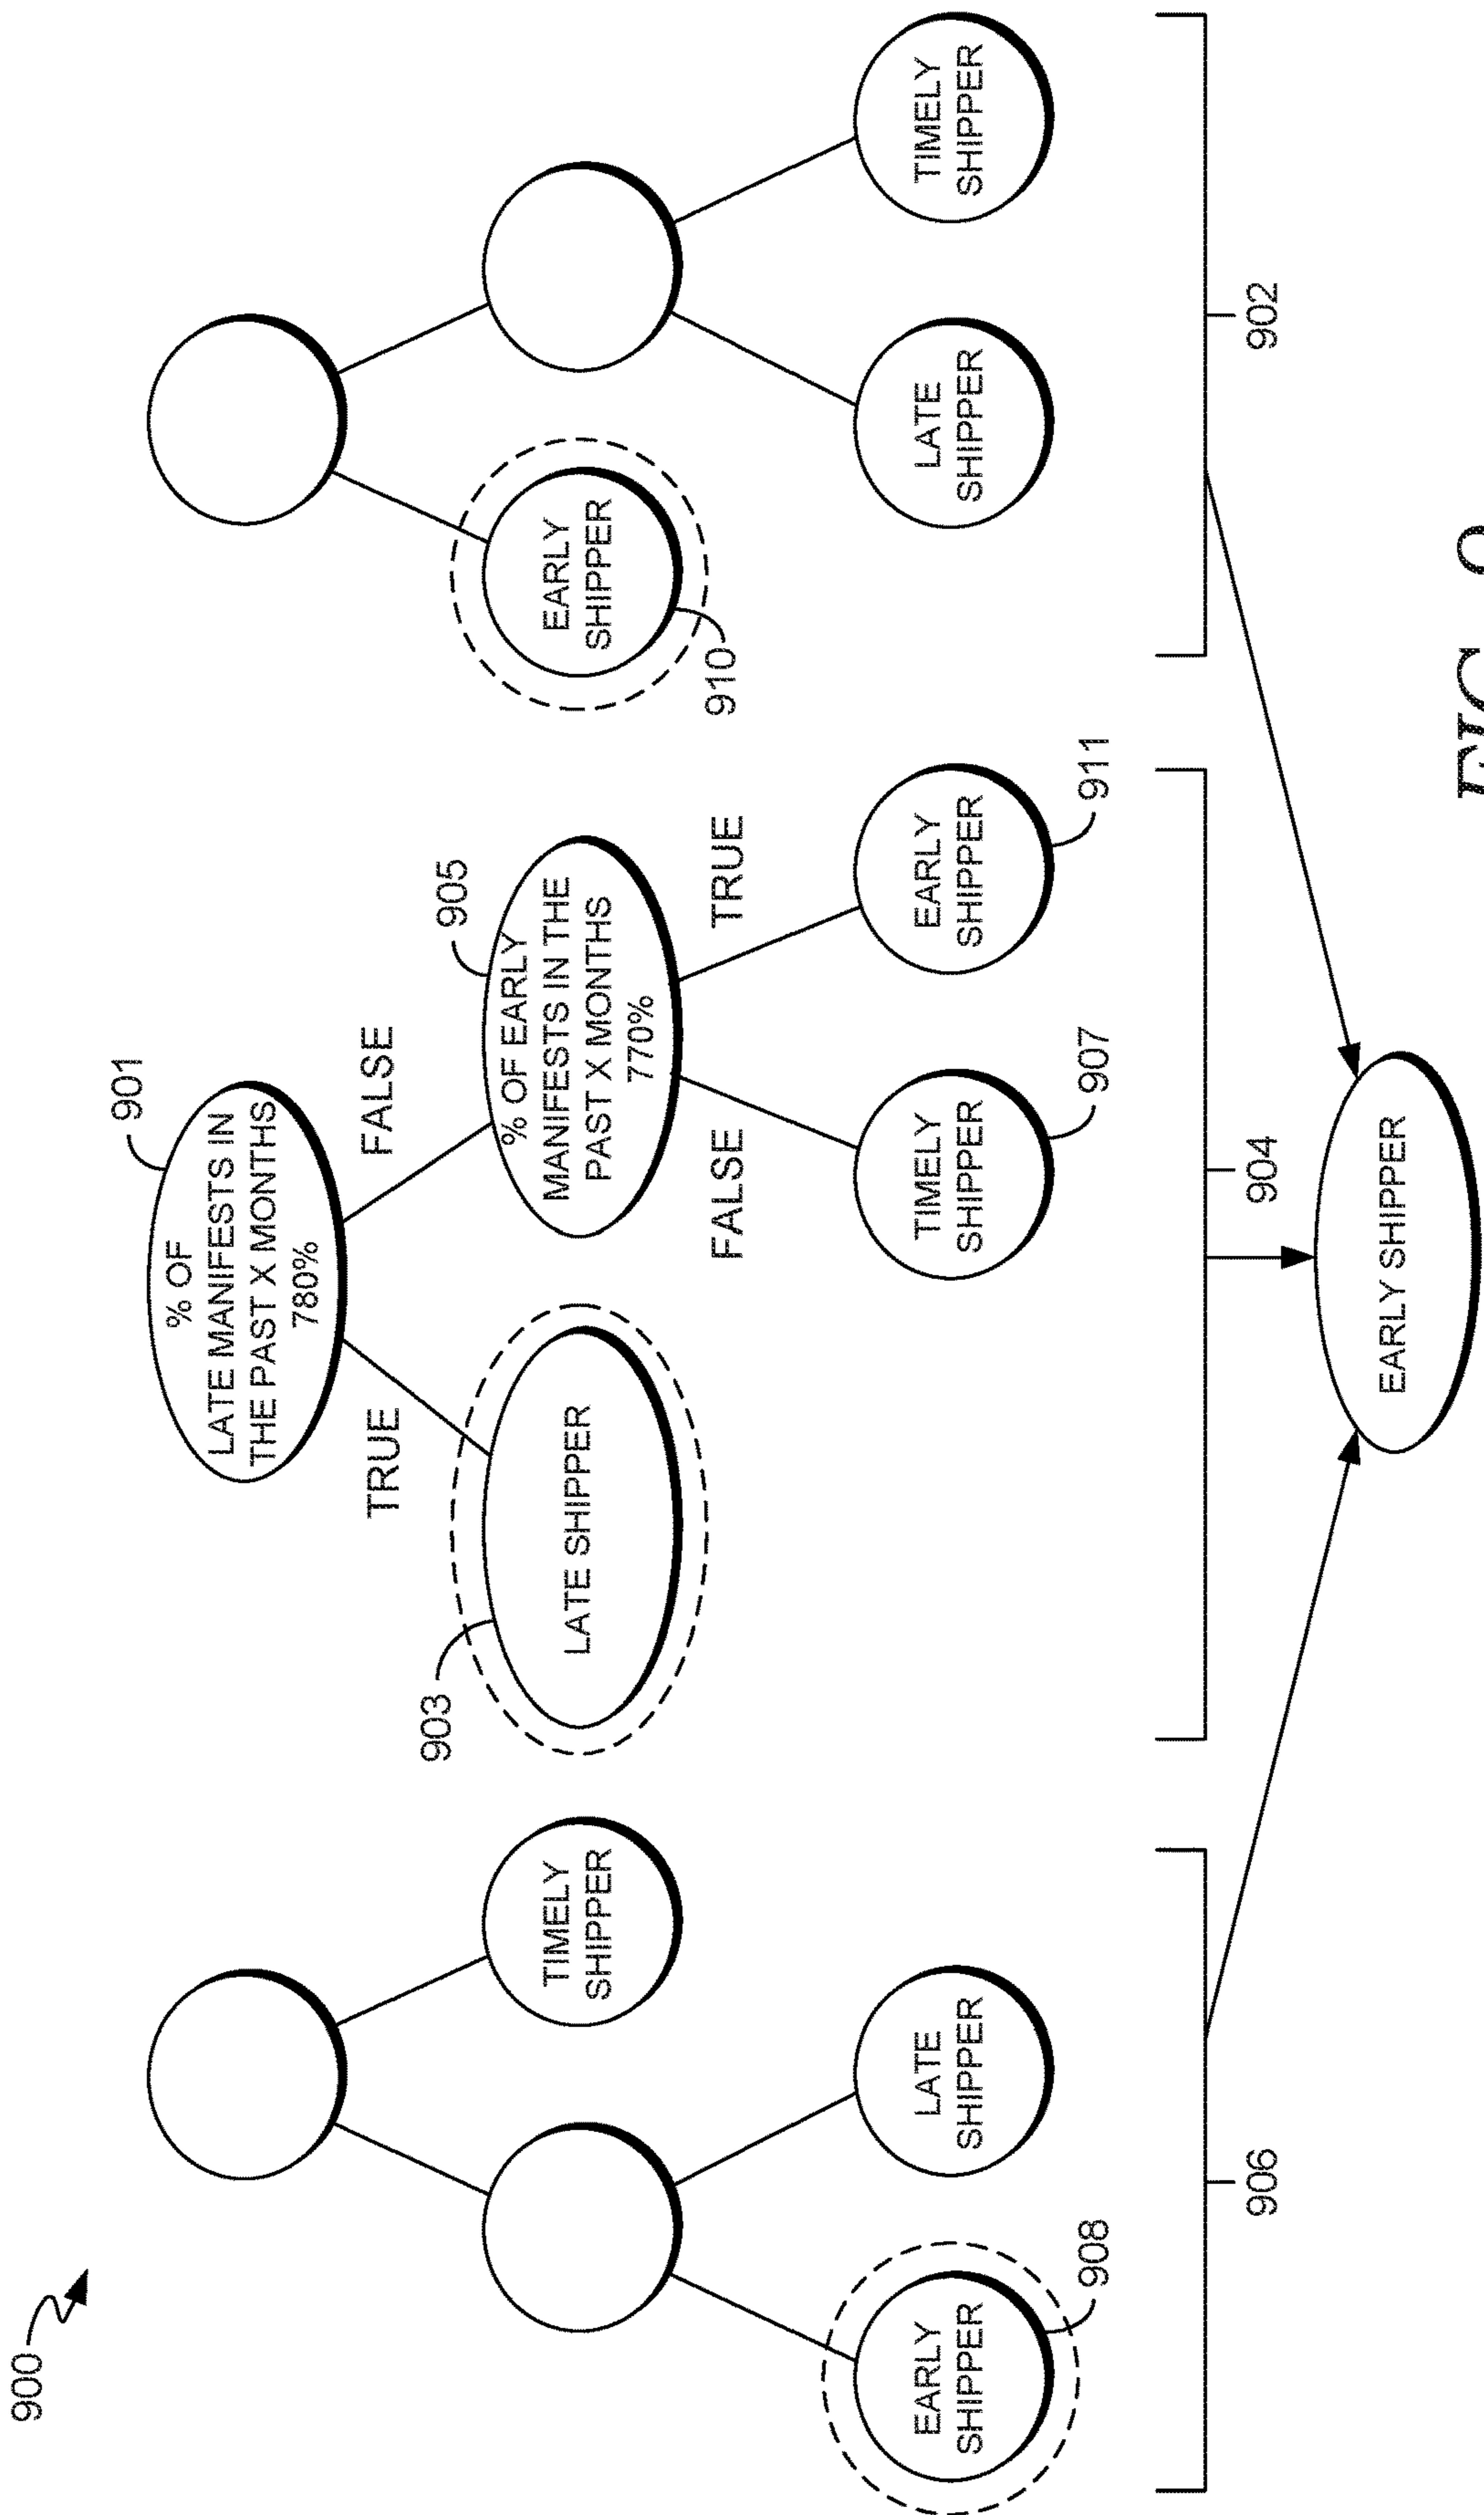 900
% OF
LATE MANIFESTS IN
THE PAST X MONTHS
780%
901
TRUE
FALSE
TIMELY
SHIPPER
903
LATE SHIPPER
905
% OF EARLY
MANIFESTS IN THE
PAST X MONTHS
770%
EARLY
SHIPPER
910
FALSE
TRUE
EARLY
SHIPPER
908
LATE
SHIPPER
TIMELY
SHIPPER
907
EARLY
SHIPPER
911
LATE
SHIPPER
TIMELY
SHIPPER
906
904
902
EARLY SHIPPER